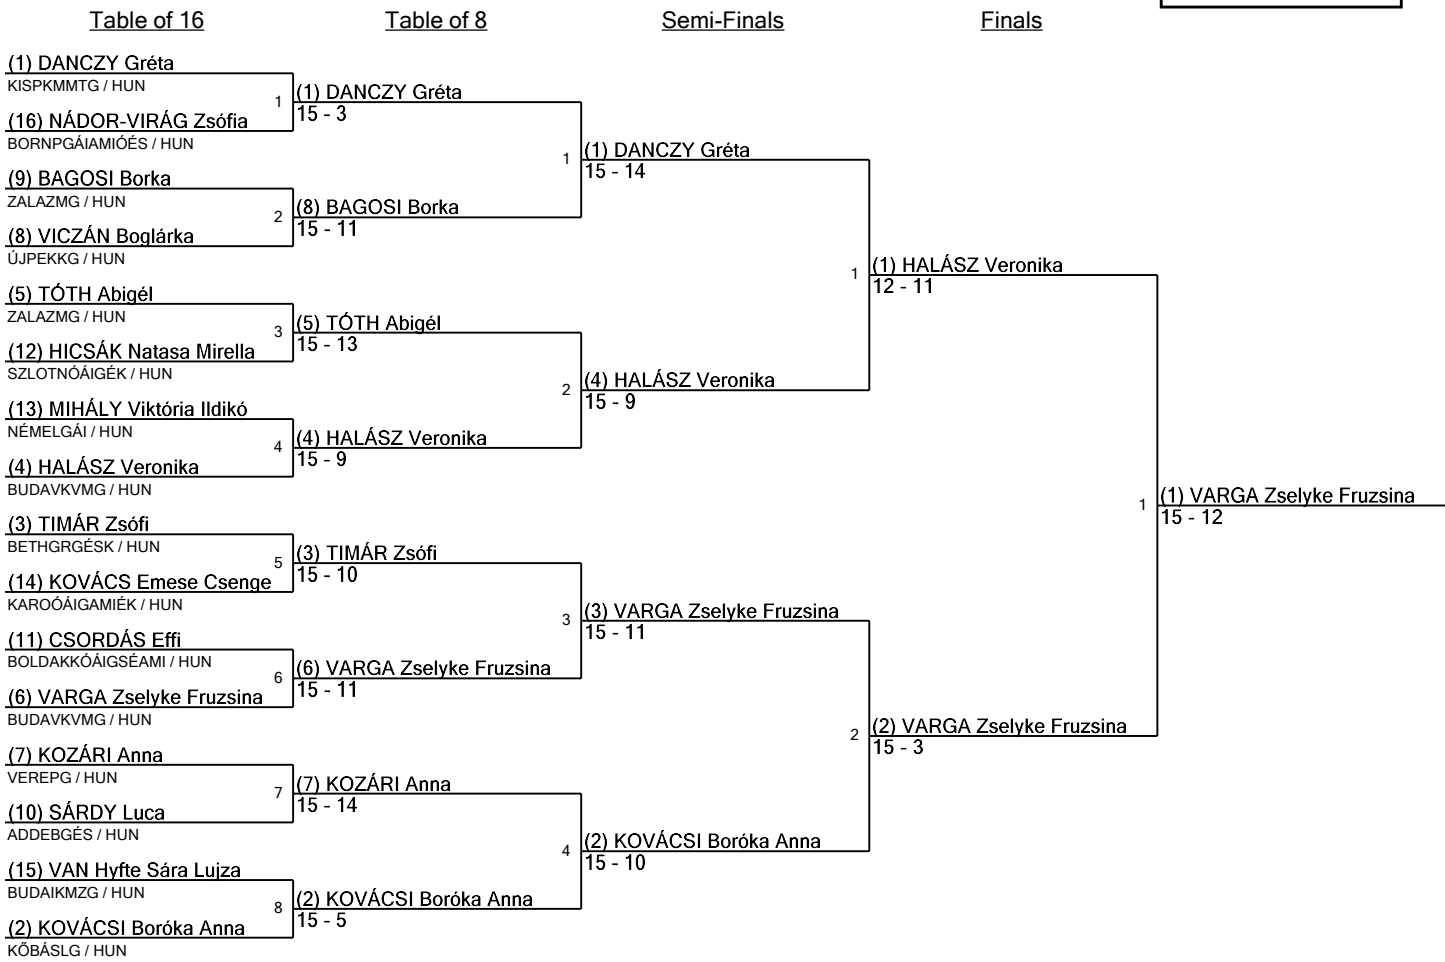 Table of 16
Table of 8
Semi-Finals
Finals
(1) DANCZY Gréta
KISPKMMTG / HUN
(16) NÁDOR-VIRÁG Zsófia
BORNPGÁIAMIÓÉS / HUN
(9) BAGOSI Borka
ZALAZMG / HUN
(8) VICZÁN Boglárka
ÚJPEKKG / HUN
(5) TÓTH Abigél
ZALAZMG / HUN
(12) HICSÁK Natasa Mirella
SZLOTNÓÁIGÉK / HUN
(13) MIHÁLY Viktória Ildikó
NÉMELGÁI / HUN
(4) HALÁSZ Veronika
BUDAVKVMG / HUN
(3) TIMÁR Zsófi
BETHGRGÉSK / HUN
(14) KOVÁCS Emese Csenge
KAROÓÁIGAMIÉK / HUN
(11) CSORDÁS Effi
BOLDAKKÓÁIGSÉAMI / HUN
(6) VARGA Zselyke Fruzsina
BUDAVKVMG / HUN
(7) KOZÁRI Anna
VEREPG / HUN
(10) SÁRDY Luca
ADDEBGÉS / HUN
(15) VAN Hyfte Sára Lujza
BUDAIKMZG / HUN
(2) KOVÁCSI Boróka Anna
KŐBÁSLG / HUN
1
(1) DANCZY Gréta
15 - 3
2
(8) BAGOSI Borka
15 - 11
3
(5) TÓTH Abigél
15 - 13
4
(4) HALÁSZ Veronika
15 - 9
5
(3) TIMÁR Zsófi
15 - 10
6
(6) VARGA Zselyke Fruzsina
15 - 11
7
(7) KOZÁRI Anna
15 - 14
8
(2) KOVÁCSI Boróka Anna
15 - 5
1
(1) DANCZY Gréta
15 - 14
2
(4) HALÁSZ Veronika
15 - 9
3
(3) VARGA Zselyke Fruzsina
15 - 11
4
(2) KOVÁCSI Boróka Anna
15 - 10
1
(1) HALÁSZ Veronika
12 - 11
2
(2) VARGA Zselyke Fruzsina
15 - 3
1
(1) VARGA Zselyke Fruzsina
15 - 12